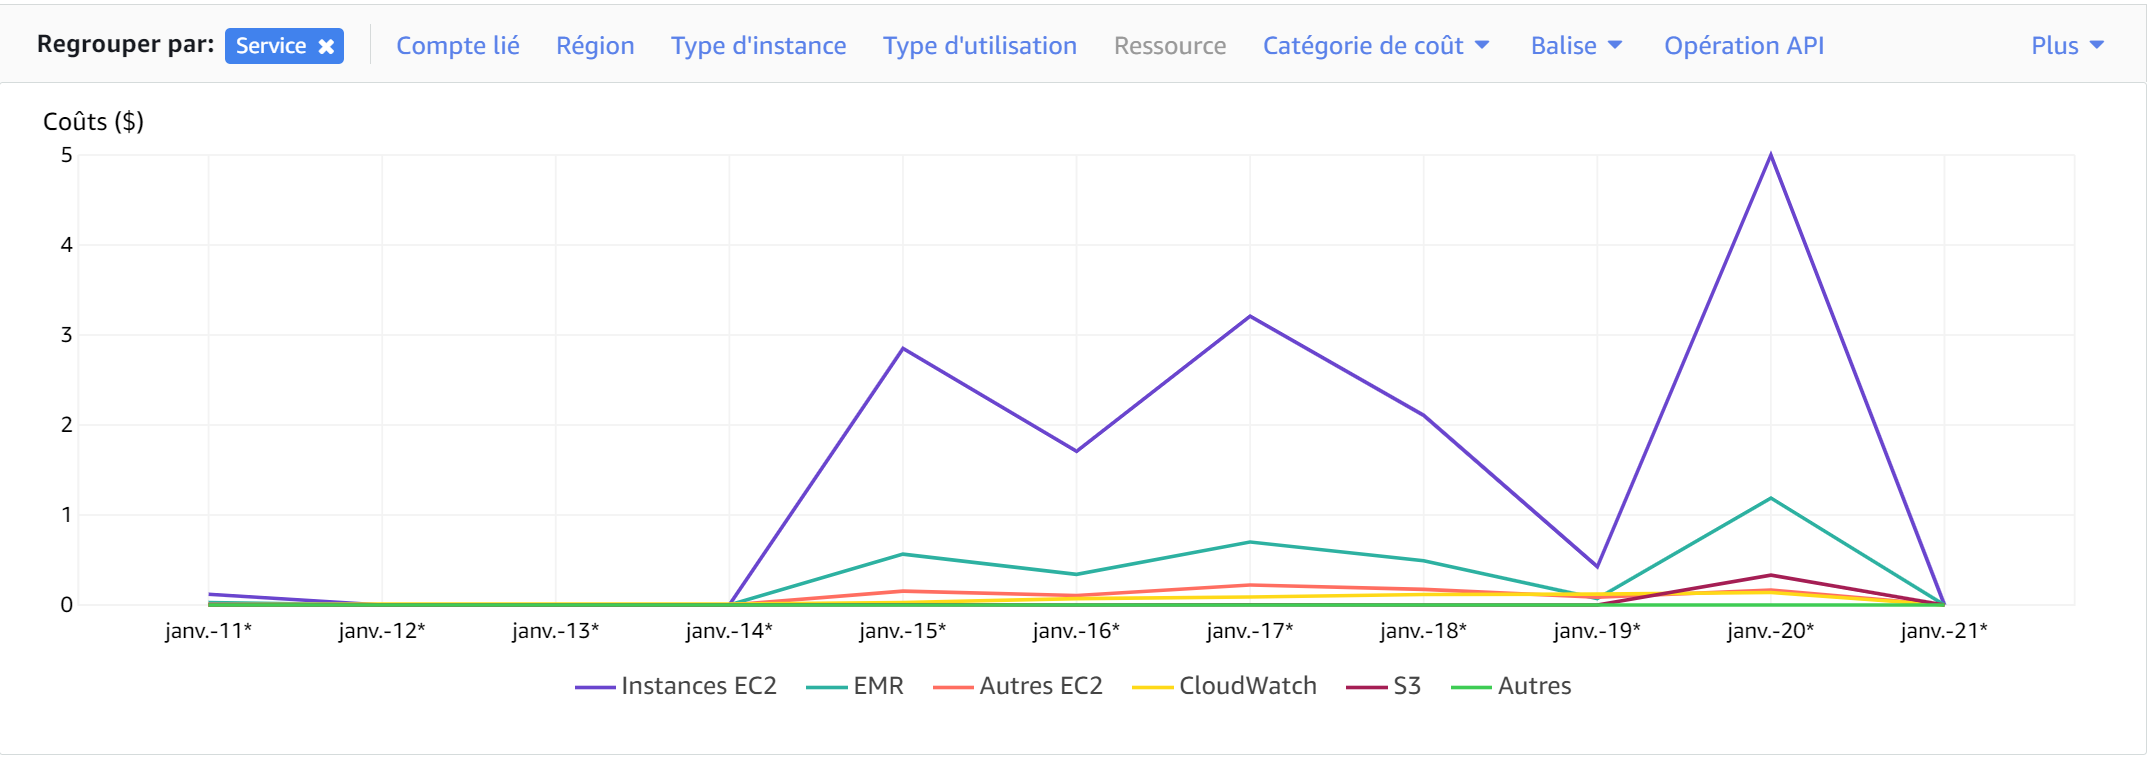 Regrouper par: Service ✖ Compte lié Région Type d'instance Type d'utilisation Ressource Catégorie de coût Balise Opération API Plus
Coûts ($)
5
4
3
2
1
0
janv.-11* janv.-12* janv.-13* janv.-14* janv.-15* janv.-16* janv.-17* janv.-18* janv.-19* janv.-20* janv.-21*
Instances EC2 EMR Autres EC2 CloudWatch S3 Autres